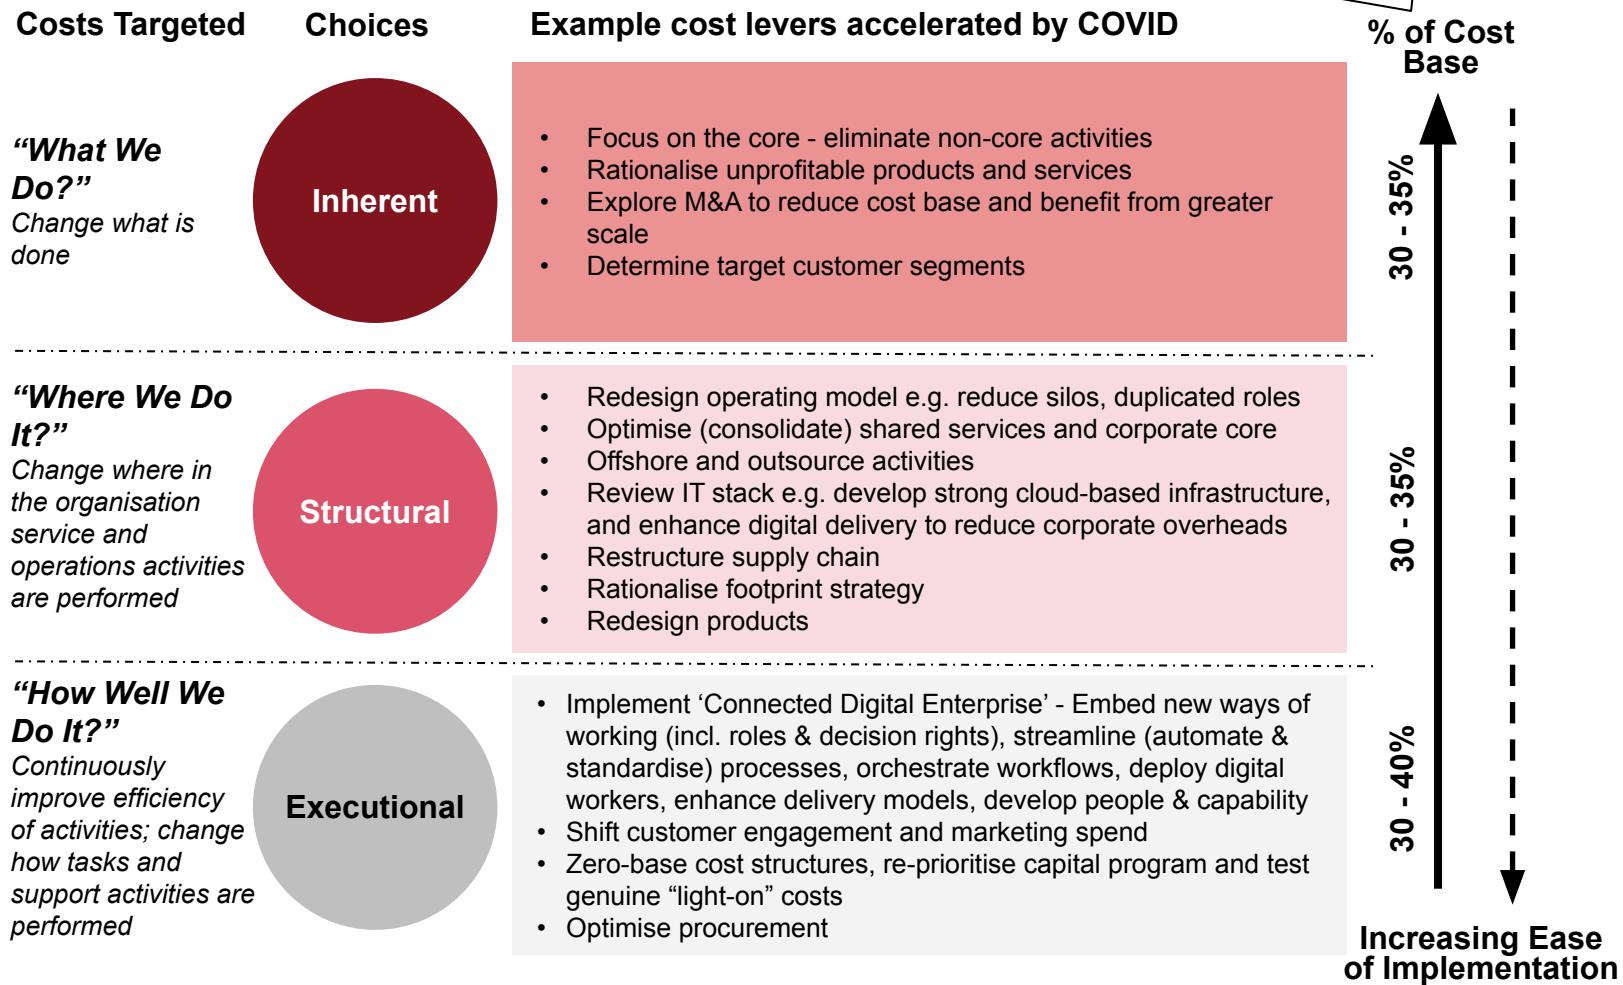 Costs Targeted
Choices
Example cost levers accelerated by COVID
% of Cost
Base
“What We
Do?”
Change what is
done
Inherent
• Focus on the core - eliminate non-core activities
• Rationalise unprofitable products and services
• Explore M&A to reduce cost base and benefit from greater
scale
• Determine target customer segments
30 - 35%
“Where We Do
It?”
Change where in
the organisation
service and
operations activities
are performed
Structural
• Redesign operating model e.g. reduce silos, duplicated roles
• Optimise (consolidate) shared services and corporate core
• Offshore and outsource activities
• Review IT stack e.g. develop strong cloud-based infrastructure,
and enhance digital delivery to reduce corporate overheads
• Restructure supply chain
• Rationalise footprint strategy
• Redesign products
30 - 35%
“How Well We
Do It?”
Continuously
improve efficiency
of activities; change
how tasks and
support activities are
performed
Executional
• Implement ‘Connected Digital Enterprise’ - Embed new ways of
working (incl. roles & decision rights), streamline (automate &
standardise) processes, orchestrate workflows, deploy digital
workers, enhance delivery models, develop people & capability
• Shift customer engagement and marketing spend
• Zero-base cost structures, re-prioritise capital program and test
genuine “light-on” costs
• Optimise procurement
30 - 40%
Increasing Ease
of Implementation